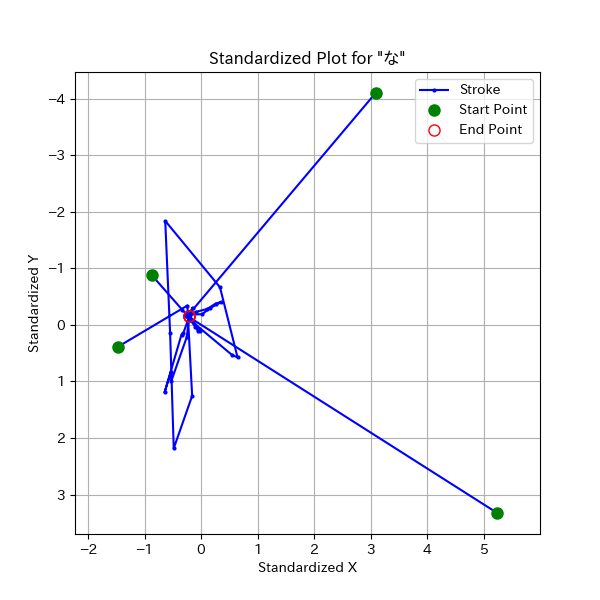 Standardized Plot for "な"
Stroke
Start Point
End Point
−4
−3
−2
−1
0
1
2
3
Standardized Y
−2 −1 0 1 2 3 4 5
Standardized X